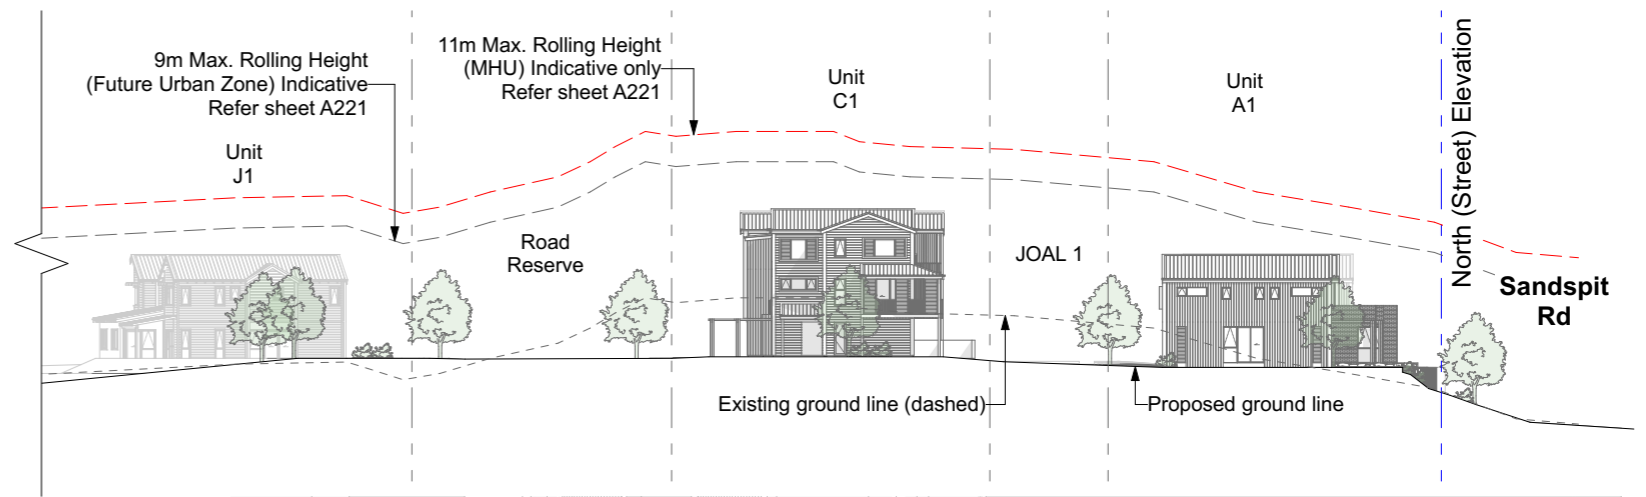 9m Max. Rolling Height
(Future Urban Zone) Indicative
Refer sheet A221
11m Max. Rolling Height
(MHU) Indicative only
Refer sheet A221
Unit
C1
Unit
A1
North (Street) Elevation
Unit
J1
Road
Reserve
JOAL 1
Sandspit
Rd
Existing ground line (dashed)
Proposed ground line